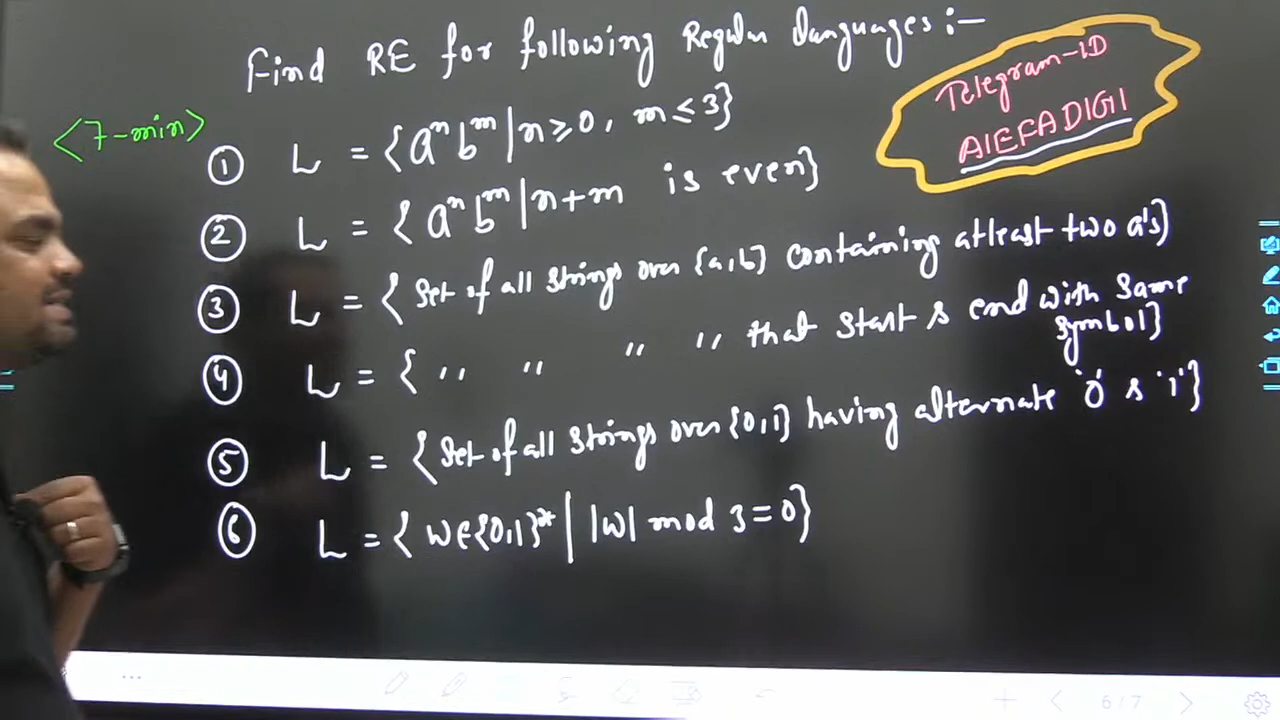 Find RE for following Regular Languages :-
Telegram-ID
AIEFADIGI
<7-min>
① L = {aⁿbᵐ | n ≥ 0, m ≤ 3}
② L = {aⁿbᵐ | n+m is even}
③ L = {Set of all strings over {a,b} containing atleast two a's}
④ L = {〃 〃 〃 〃 that start & end with same
symbol}
⑤ L = {Set of all strings over {0,1} having alternate '0' & '1'}
⑥ L = {W∈{0,1}* | |W| mod 3 = 0}
6/7